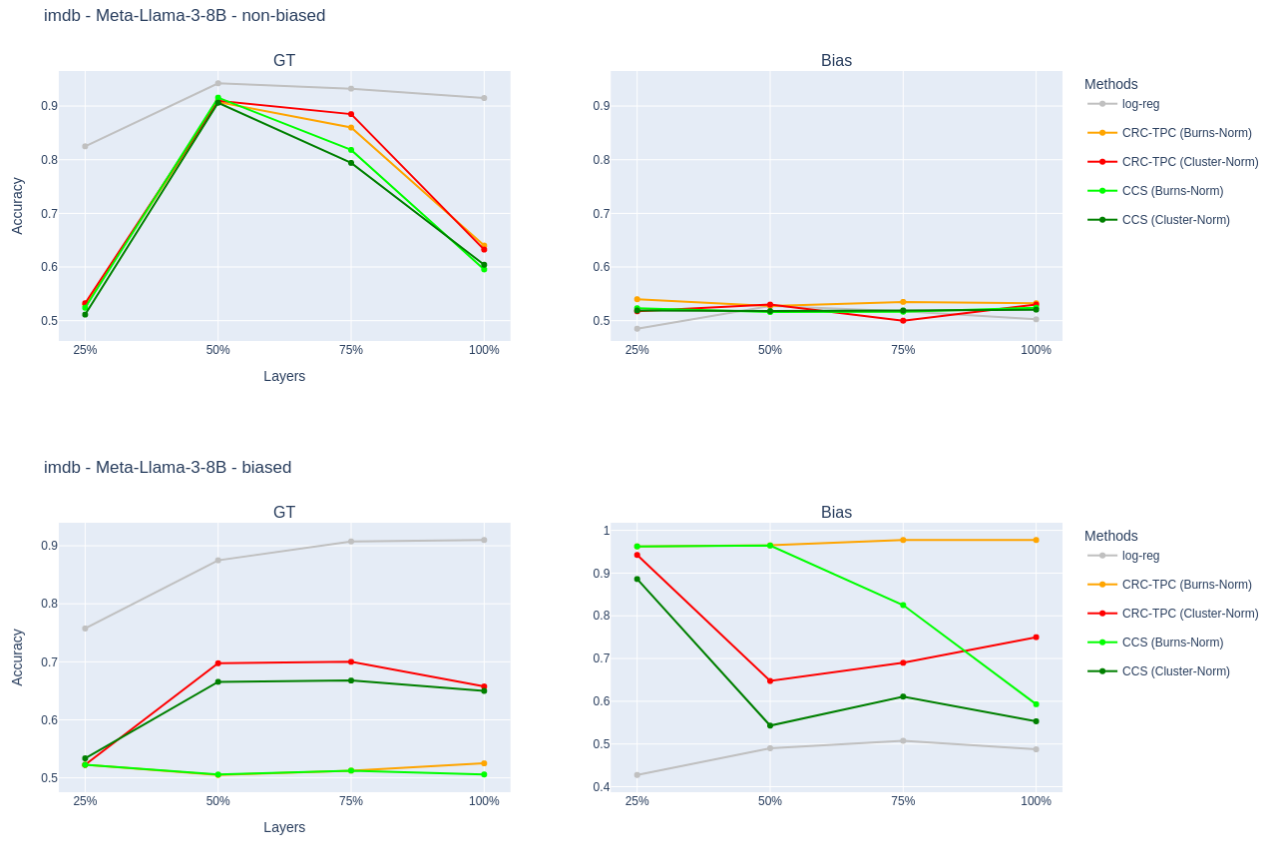 imdb - Meta-Llama-3-8B - non-biased
GT
Bias
Methods
log-reg
CRC-TPC (Burns-Norm)
CRC-TPC (Cluster-Norm)
CCS (Burns-Norm)
CCS (Cluster-Norm)
Accuracy
0.9
0.8
0.7
0.6
0.5
25%
50%
75%
100%
Layers
0.9
0.8
0.7
0.6
0.5
25%
50%
75%
100%
imdb - Meta-Llama-3-8B - biased
GT
Bias
Methods
log-reg
CRC-TPC (Burns-Norm)
CRC-TPC (Cluster-Norm)
CCS (Burns-Norm)
CCS (Cluster-Norm)
Accuracy
0.9
0.8
0.7
0.6
0.5
25%
50%
75%
100%
Layers
1
0.9
0.8
0.7
0.6
0.5
0.4
25%
50%
75%
100%